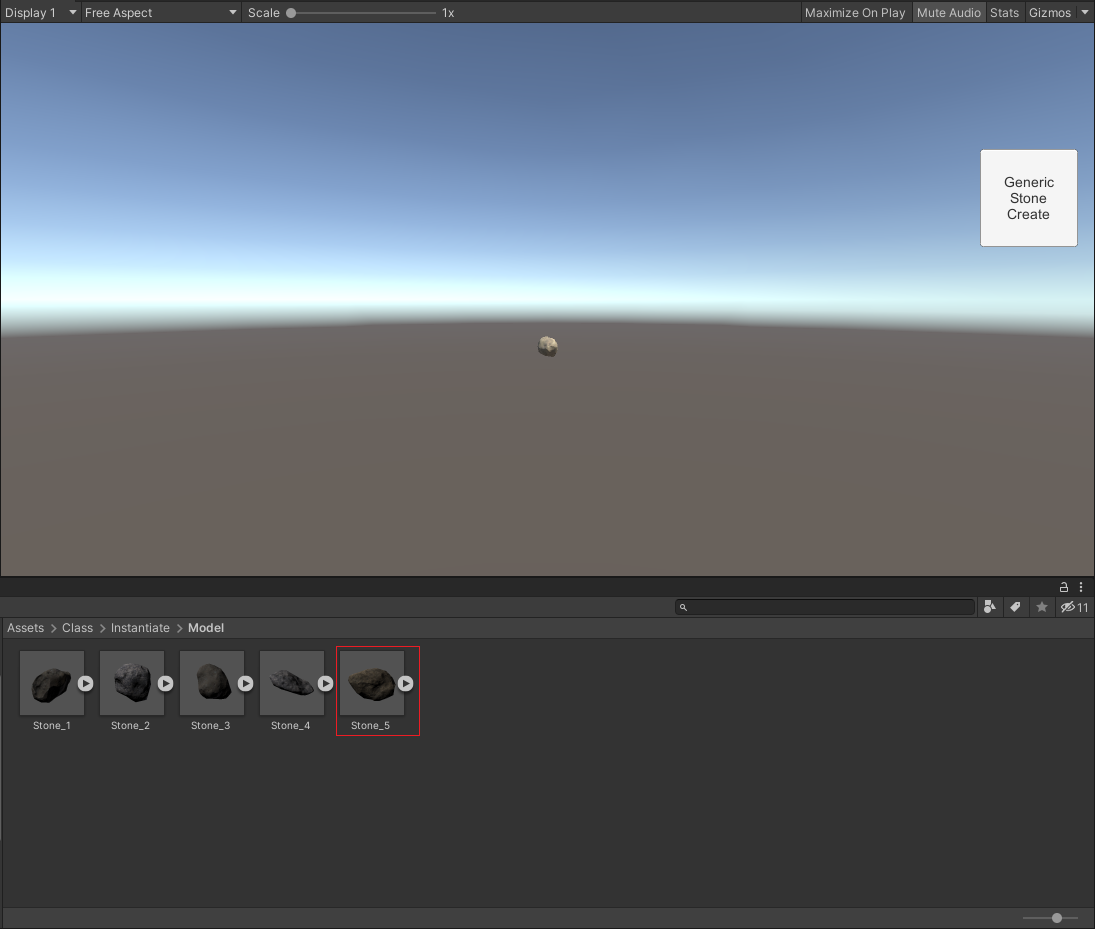 Display 1
Free Aspect
Scale
1x
Maximize On Play
Mute Audio
Stats
Gizmos
Generic
Stone
Create
11
Assets > Class > Instantiate > Model
Stone_1
Stone_2
Stone_3
Stone_4
Stone_5